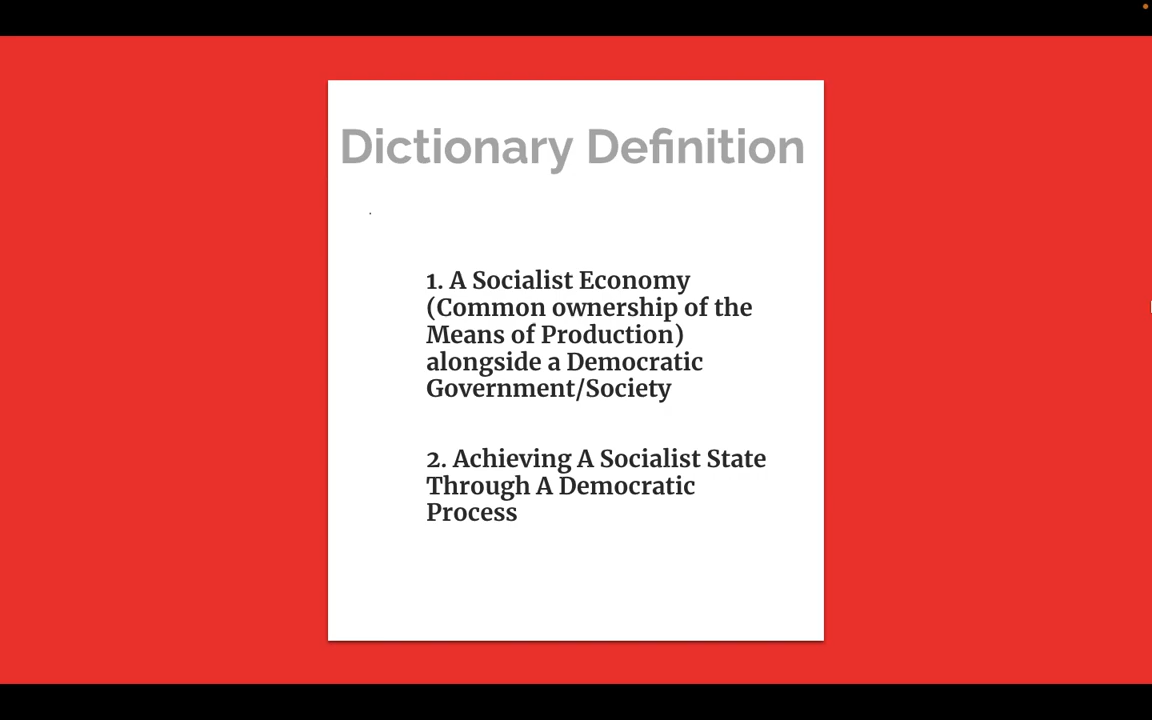 Dictionary Definition
1. A Socialist Economy
(Common ownership of the
Means of Production)
alongside a Democratic
Government/Society
2. Achieving A Socialist State
Through A Democratic
Process